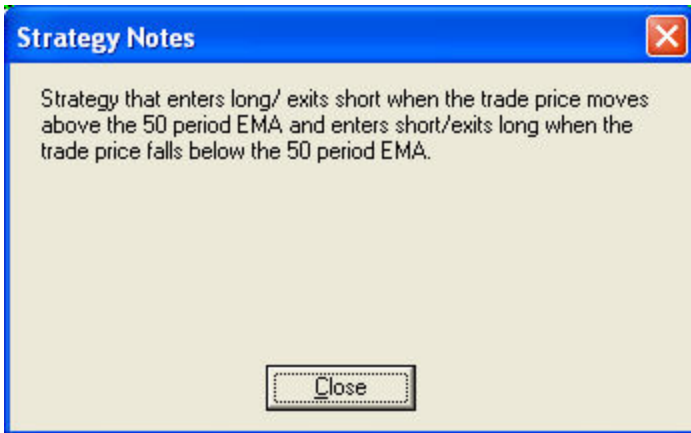 Strategy Notes
Strategy that enters long/ exits short when the trade price moves
above the 50 period EMA and enters short/exits long when the
trade price falls below the 50 period EMA.
Close